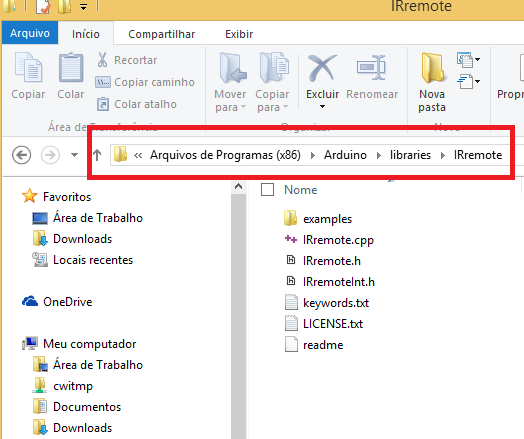 IRremote
Arquivo Início Compartilhar Exibir
Copiar Colar Recortar Copiar caminho Colar atalho Mover para Copiar para Excluir Renomear Nova pasta Propr
Área de Transferência
« Arquivos de Programas (x86) Arduino libraries IRremote
Favoritos
Área de Trabalho
Downloads
Locais recentes
OneDrive
Meu computador
Área de Trabalho
cwitmp
Documentos
Downloads
Nome
examples
IRremote.cpp
IRremote.h
IRremoteInt.h
keywords.txt
LICENSE.txt
readme